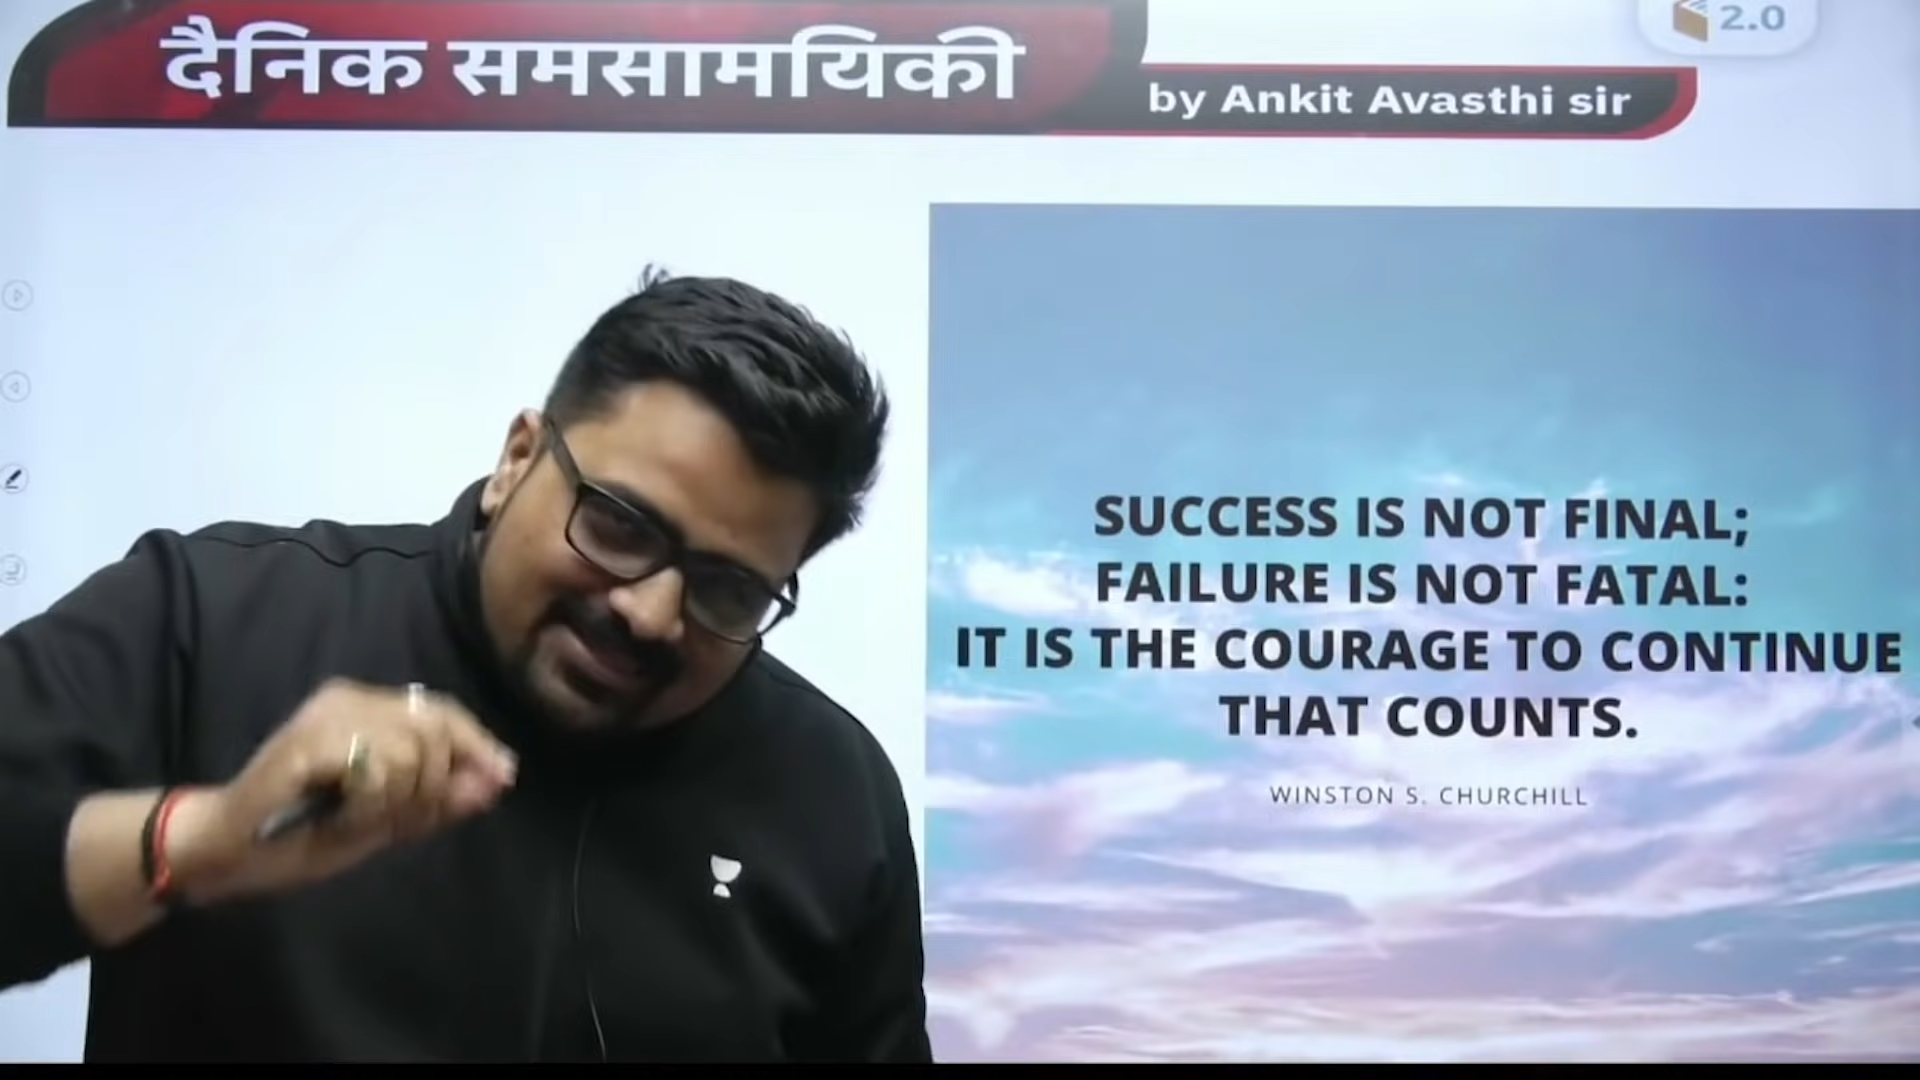 दैनिक समसामयिकी
2.0
by Ankit Avasthi sir
SUCCESS IS NOT FINAL;
FAILURE IS NOT FATAL:
IT IS THE COURAGE TO CONTINUE
THAT COUNTS.
WINSTON S. CHURCHILL